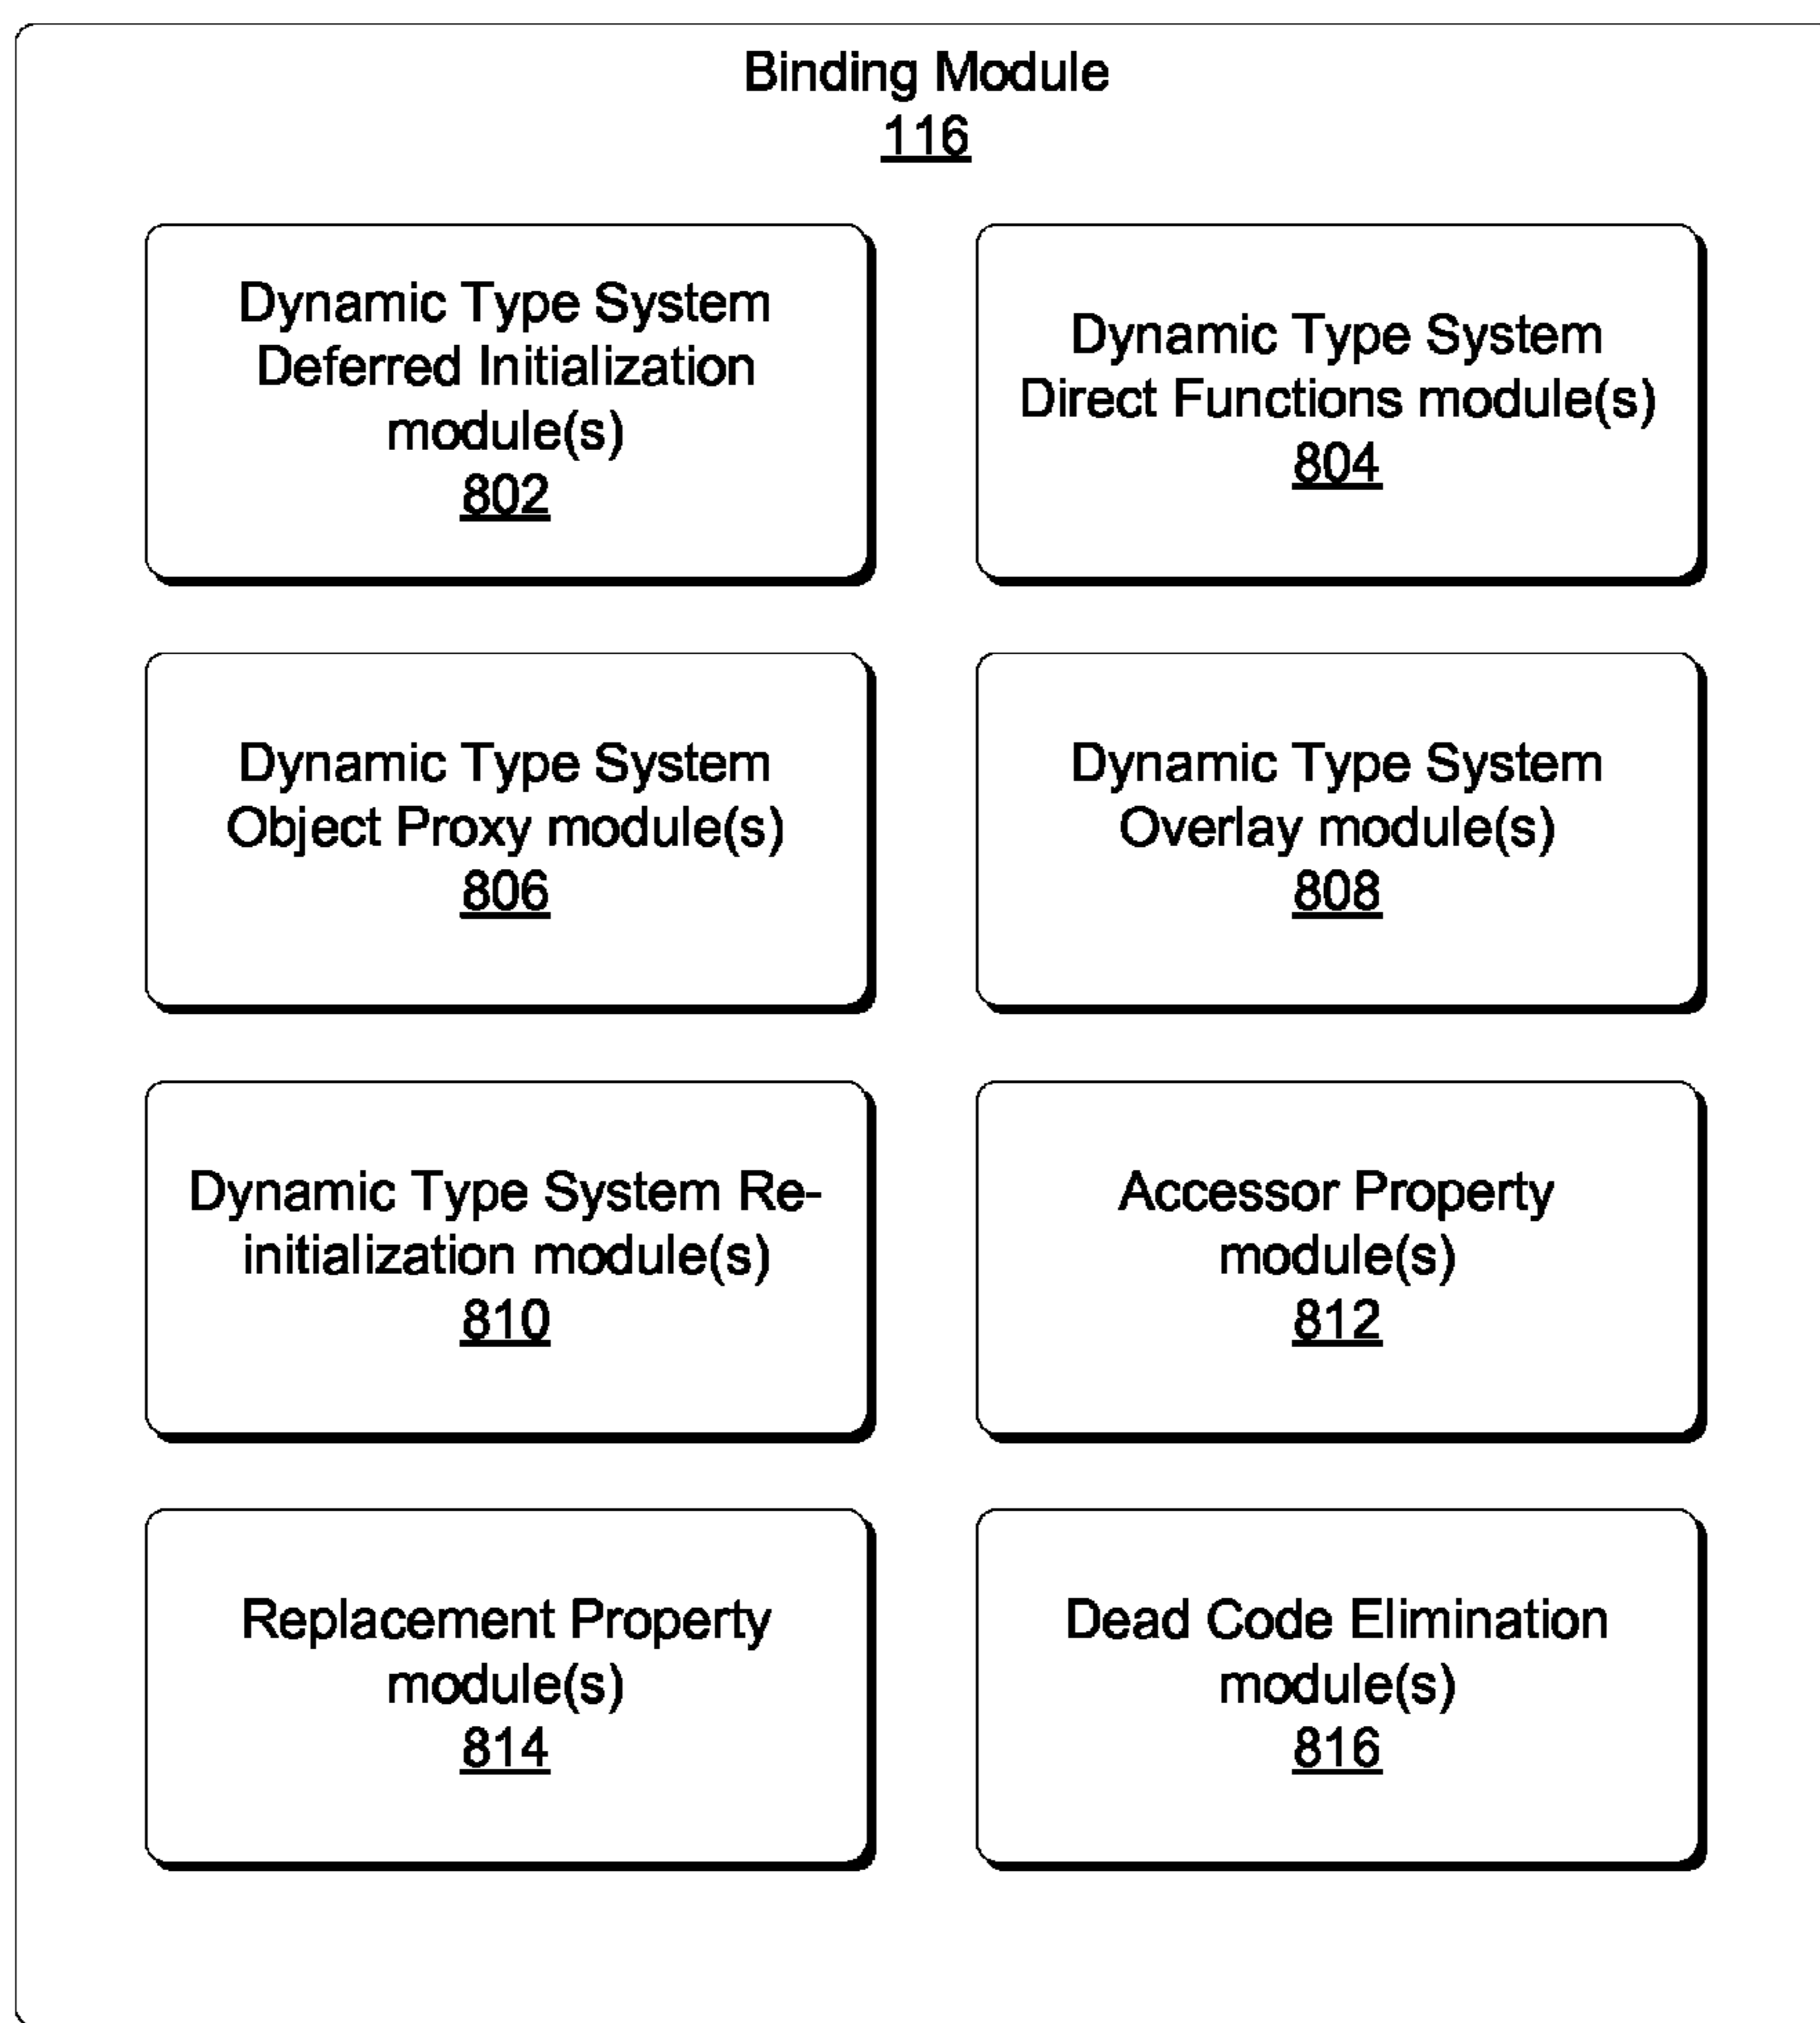 Binding Module
116
Dynamic Type System
Deferred Initialization
module(s)
802
Dynamic Type System
Direct Functions module(s)
804
Dynamic Type System
Object Proxy module(s)
806
Dynamic Type System
Overlay module(s)
808
Dynamic Type System Re-
initialization module(s)
810
Accessor Property
module(s)
812
Replacement Property
module(s)
814
Dead Code Elimination
module(s)
816